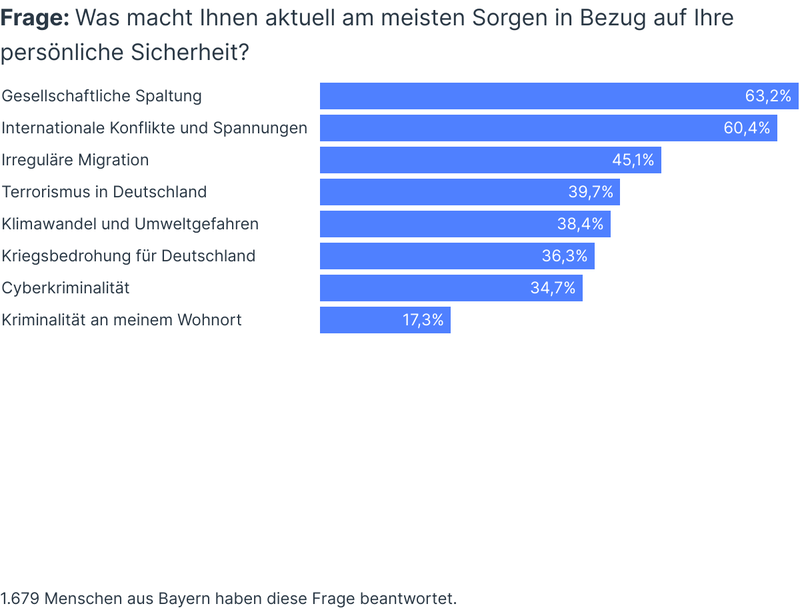 Frage: Was macht Ihnen aktuell am meisten Sorgen in Bezug auf Ihre
persönliche Sicherheit?
Gesellschaftliche Spaltung 63,2%
Internationale Konflikte und Spannungen 60,4%
Irreguläre Migration 45,1%
Terrorismus in Deutschland 39,7%
Klimawandel und Umweltgefahren 38,4%
Kriegsbedrohung für Deutschland 36,3%
Cyberkriminalität 34,7%
Kriminalität an meinem Wohnort 17,3%
1.679 Menschen aus Bayern haben diese Frage beantwortet.